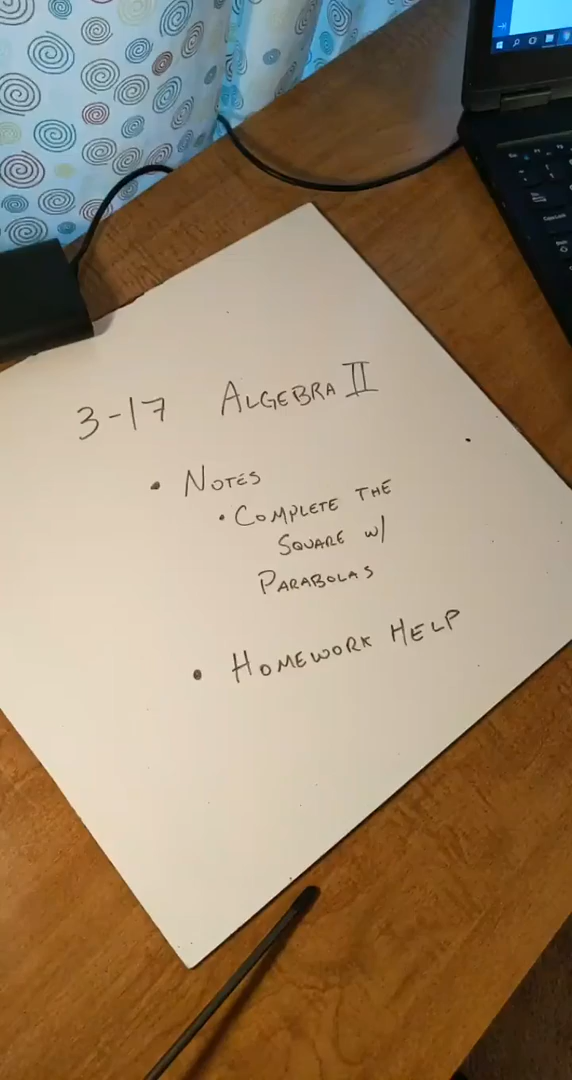 3-17 ALGEBRA II
• NOTES
• COMPLETE THE
SQUARE W/
PARABOLAS
• HOMEWORK HELP